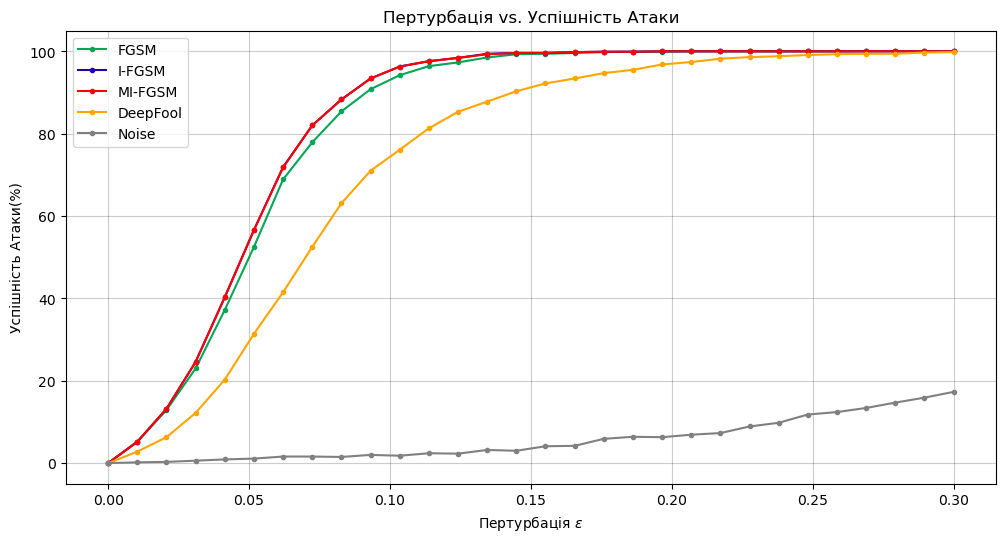 Пертурбація vs. Успішність Атаки
FGSM
I-FGSM
MI-FGSM
DeepFool
Noise
Успішність Атаки(%)
100
80
60
40
20
0
0.00 0.05 0.10 0.15 0.20 0.25 0.30
Пертурбація ε